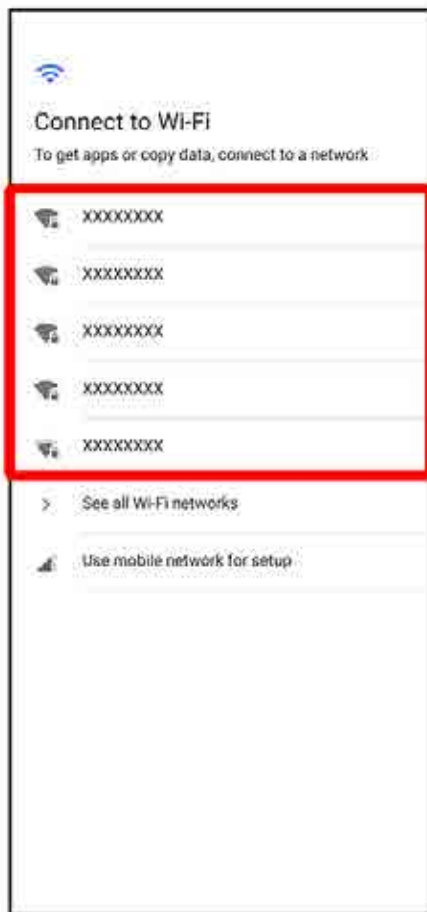 Connect to Wi-Fi
To get apps or copy data, connect to a network
XXXXXXXX
XXXXXXXX
XXXXXXXX
XXXXXXXX
XXXXXXXX
See all Wi-Fi networks
Use mobile network for setup